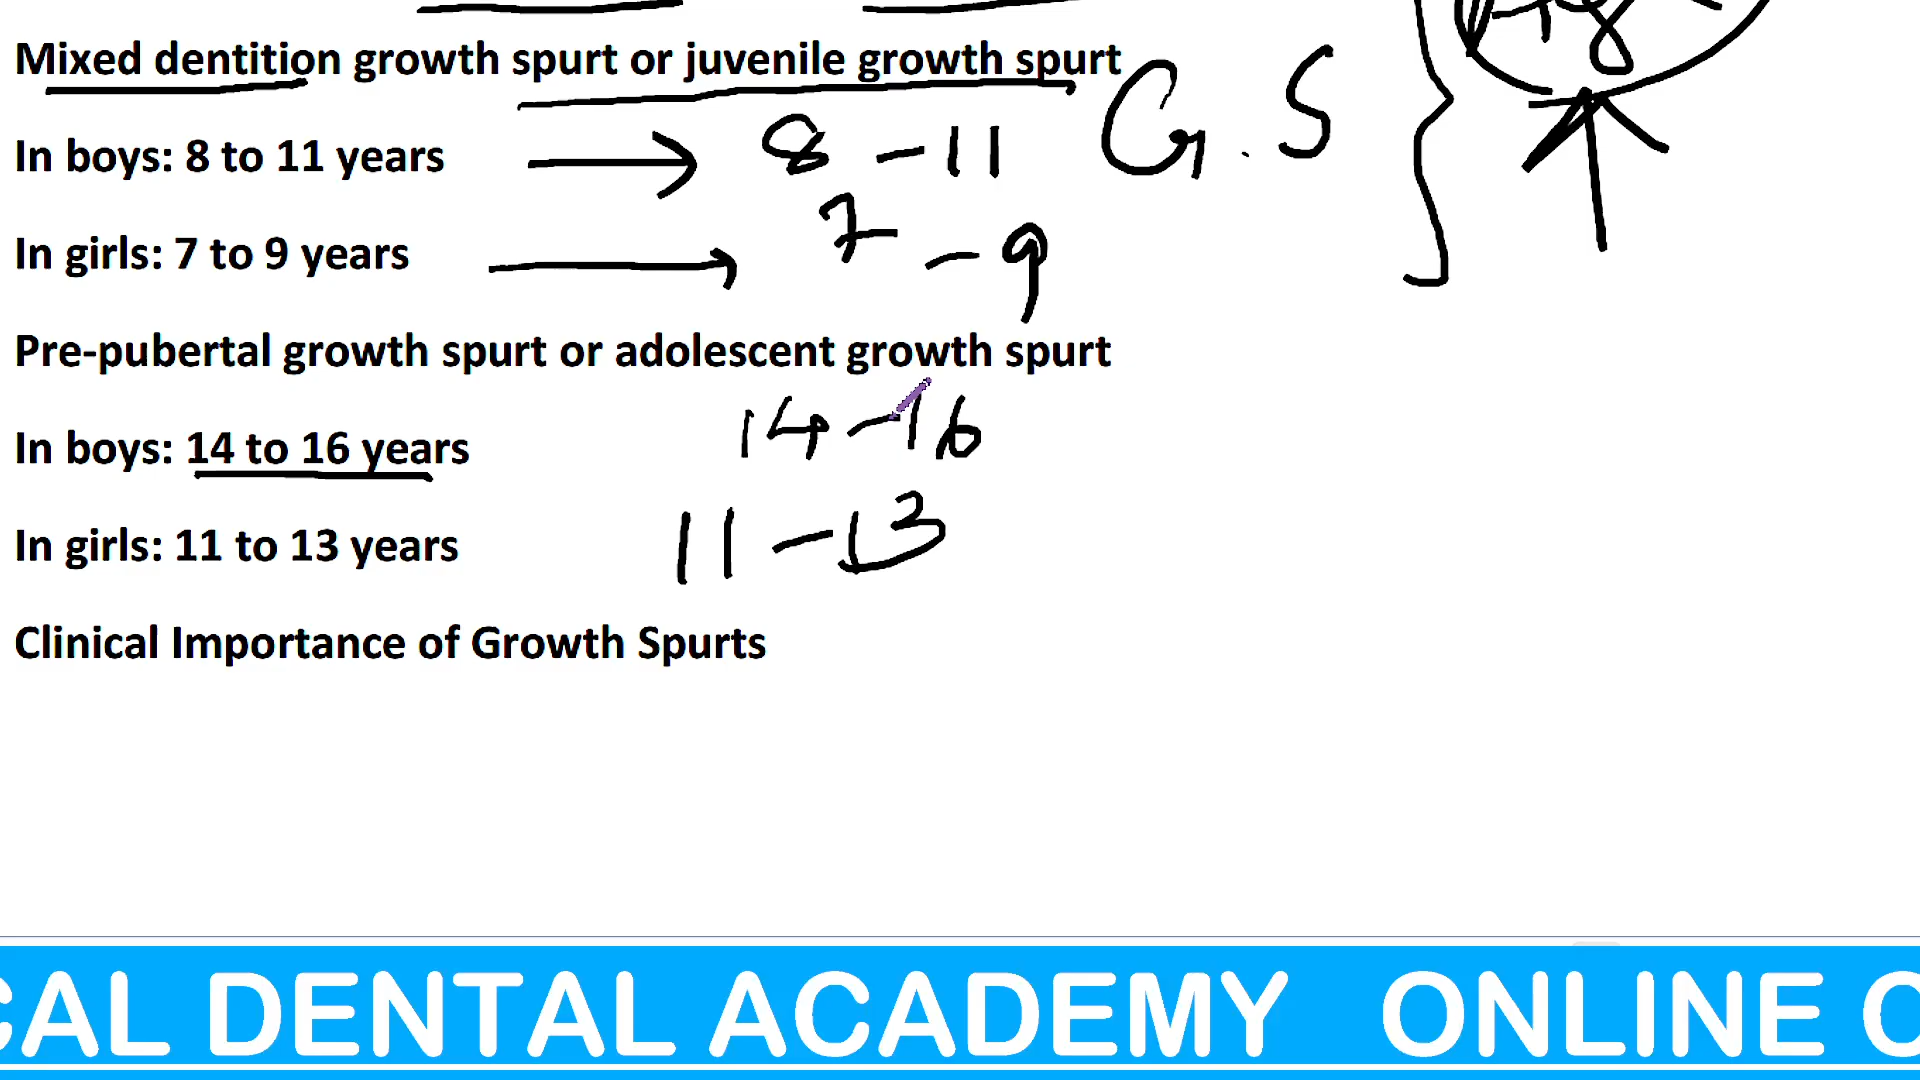 Mixed dentition growth spurt or juvenile growth spurt
G.S
In boys: 8 to 11 years
8 - 11
In girls: 7 to 9 years
7 - 9
Pre-pubertal growth spurt or adolescent growth spurt
In boys: 14 to 16 years
14 - 16
In girls: 11 to 13 years
11 - 13
Clinical Importance of Growth Spurts
CAL DENTAL ACADEMY ONLINE